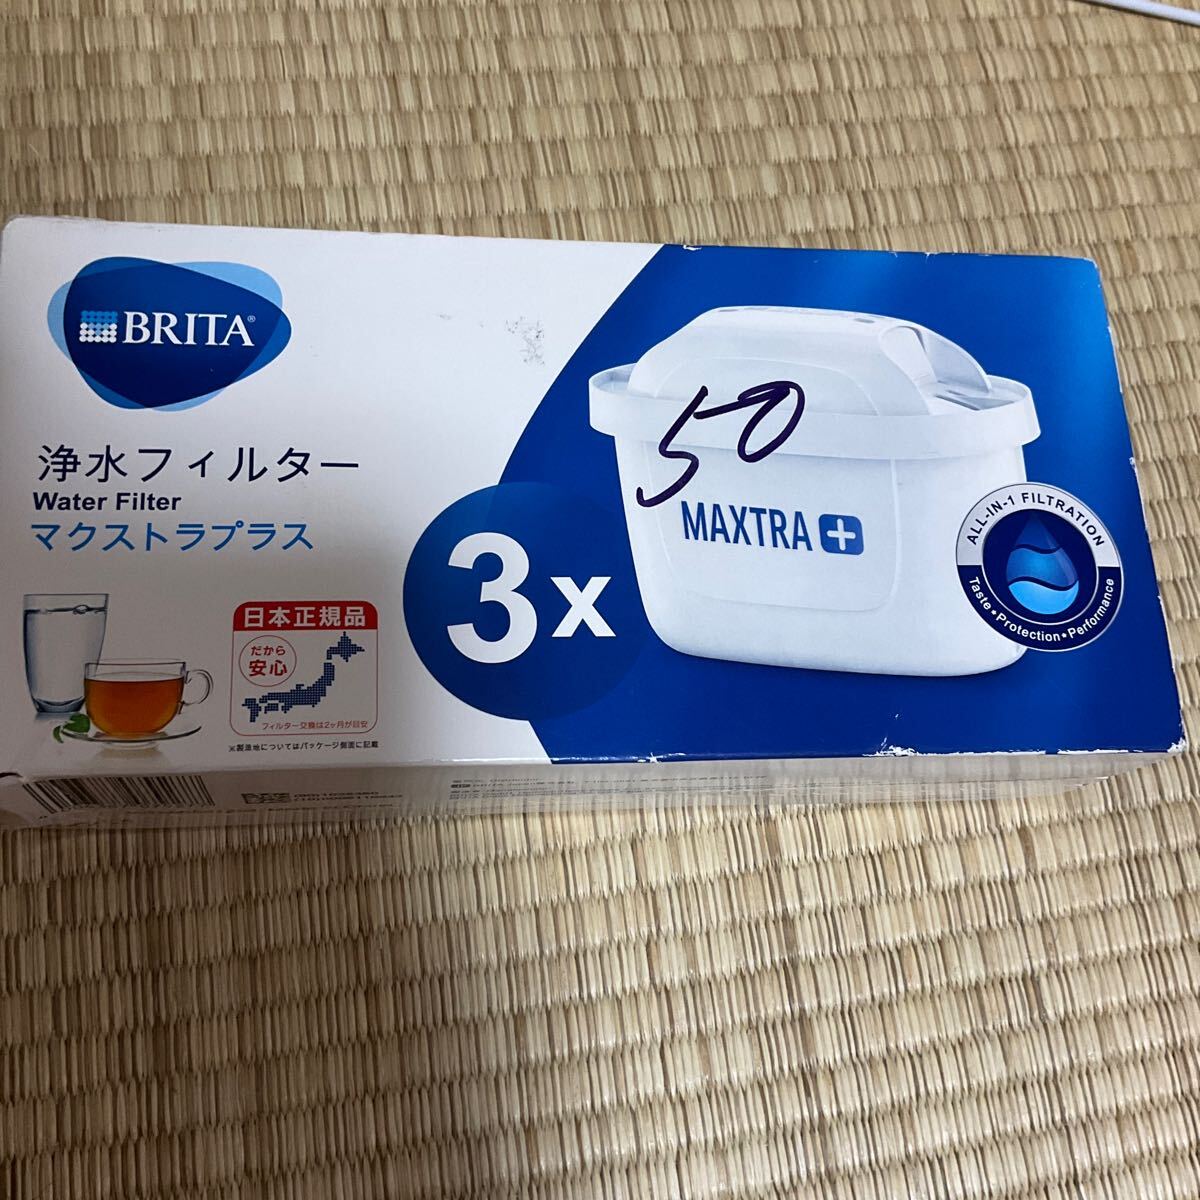 BRITA®
浄水フィルター
Water Filter
マクストラプラス
3x
50
MAXTRA+
ALL-IN-1 FILTRATION
Taste • Protection • Performance
日本正規品
だから
安心
フィルター交換は2ヶ月が目安
※製造地についてはパッケージ側面に記載